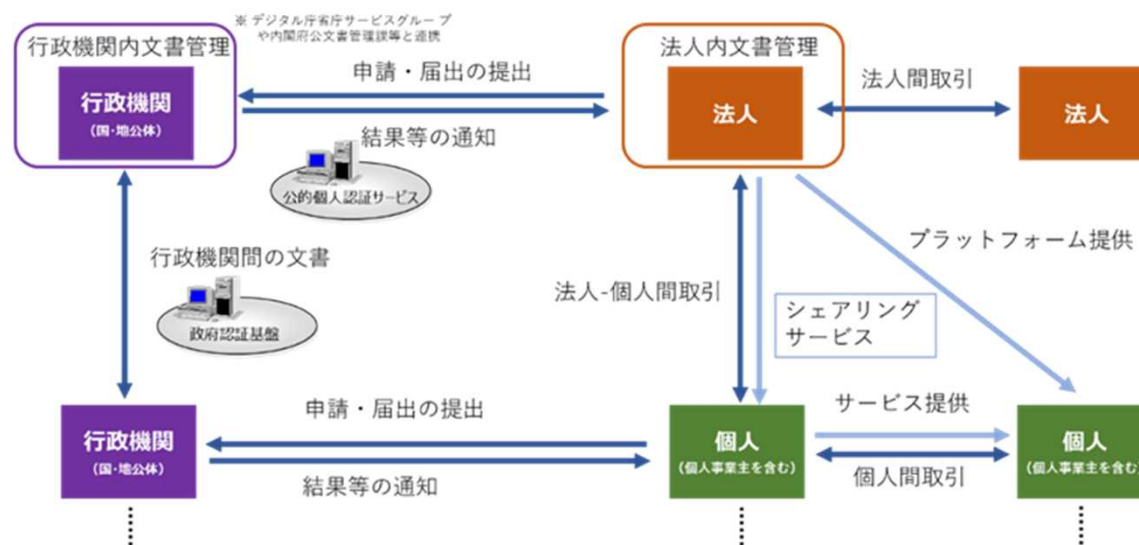 ※ デジタル庁省庁サービスグループ
や内閣府公文書管理課等と連携
行政機関内文書管理
法人内文書管理
行政機関
(国・地公体)
申請・届出の提出
結果等の通知
公的個人認証サービス
法人
法人間取引
法人
行政機関間の文書
政府認証基盤
法人-個人間取引
シェアリング
サービス
プラットフォーム提供
行政機関
(国・地公体)
申請・届出の提出
結果等の通知
個人
(個人事業主を含む)
サービス提供
個人間取引
個人
(個人事業主を含む)